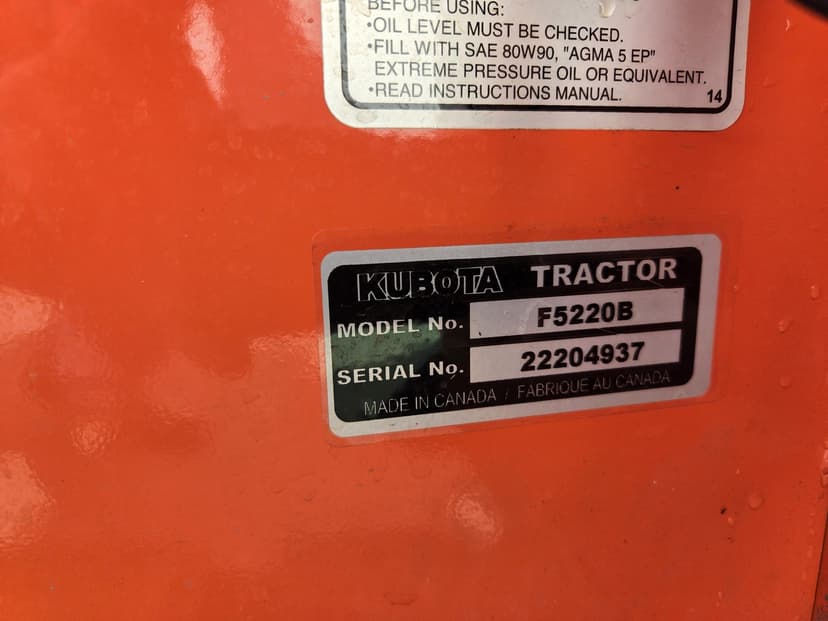 BEFORE USING:
•OIL LEVEL MUST BE CHECKED.
•FILL WITH SAE 80W90, "AGMA 5 EP"
EXTREME PRESSURE OIL OR EQUIVALENT.
•READ INSTRUCTIONS MANUAL. 14
KUBOTA TRACTOR
MODEL No. F5220B
SERIAL No. 22204937
MADE IN CANADA / FABRIQUE AU CANADA